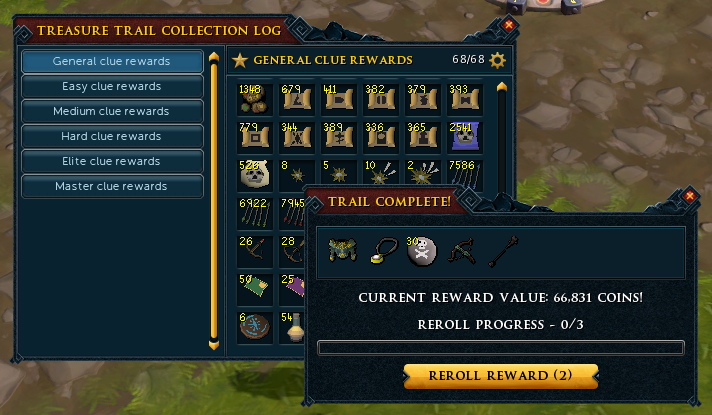 TREASURE TRAIL COLLECTION LOG
General clue rewards
Easy clue rewards
Medium clue rewards
Hard clue rewards
Elite clue rewards
Master clue rewards
GENERAL CLUE REWARDS 68/68
1348 679 411 382 379 393
779 344 389 336 365 2541
8 5 10 2 7586
6922 7945
26 28
50 25
6 54
TRAIL COMPLETE!
30
CURRENT REWARD VALUE: 66,831 COINS!
REROLL PROGRESS - 0/3
REROLL REWARD (2)